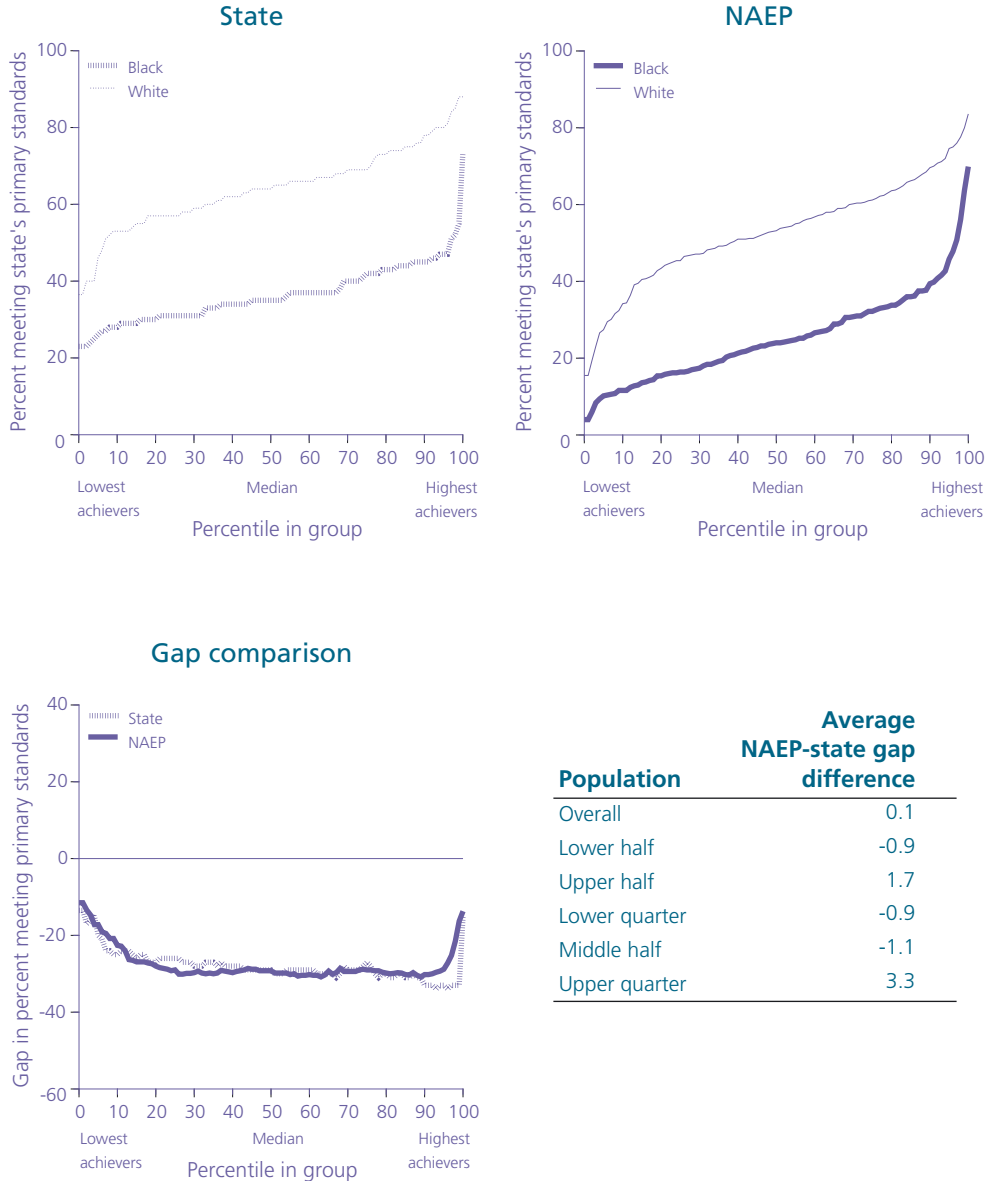 State
Percent meeting state's primary standards
100
80
60
40
20
0
Black
White
0 10 20 30 40 50 60 70 80 90 100
Lowest achievers
Median
Highest achievers
Percentile in group
NAEP
Percent meeting state's primary standards
100
80
60
40
20
0
Black
White
0 10 20 30 40 50 60 70 80 90 100
Lowest achievers
Median
Highest achievers
Percentile in group
Gap comparison
Gap in percent meeting primary standards
40
20
0
-20
-40
-60
State
NAEP
0 10 20 30 40 50 60 70 80 90 100
Lowest achievers
Median
Highest achievers
Percentile in group
Average
NAEP-state gap
Population difference
Overall 0.1
Lower half -0.9
Upper half 1.7
Lower quarter -0.9
Middle half -1.1
Upper quarter 3.3